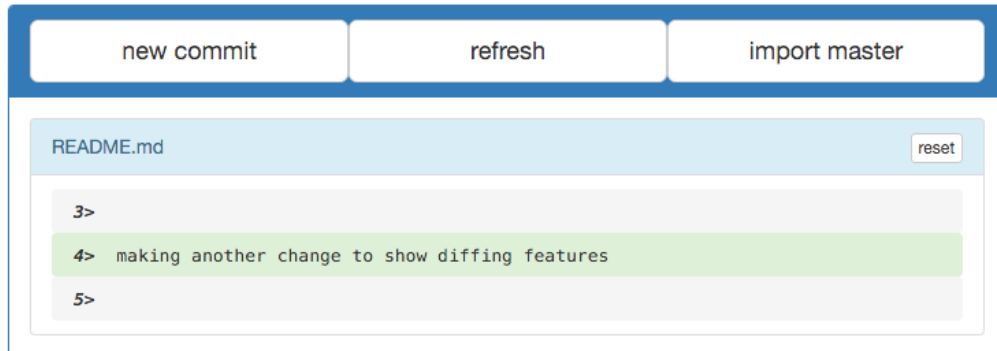 new commit refresh import master
README.md reset
3>
4> making another change to show diffing features
5>